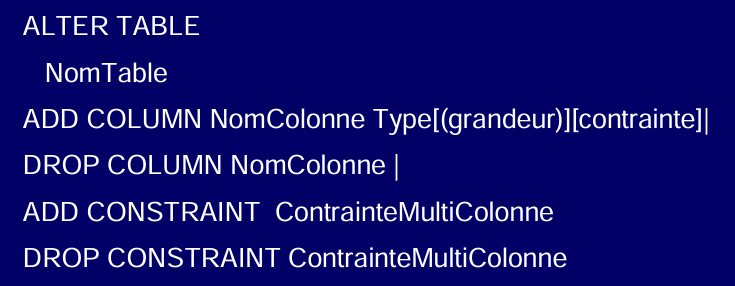 ALTER TABLE
NomTable
ADD COLUMN NomColonne Type[(grandeur)][contrainte]|
DROP COLUMN NomColonne |
ADD CONSTRAINT  ContrainteMultiColonne
DROP CONSTRAINT ContrainteMultiColonne